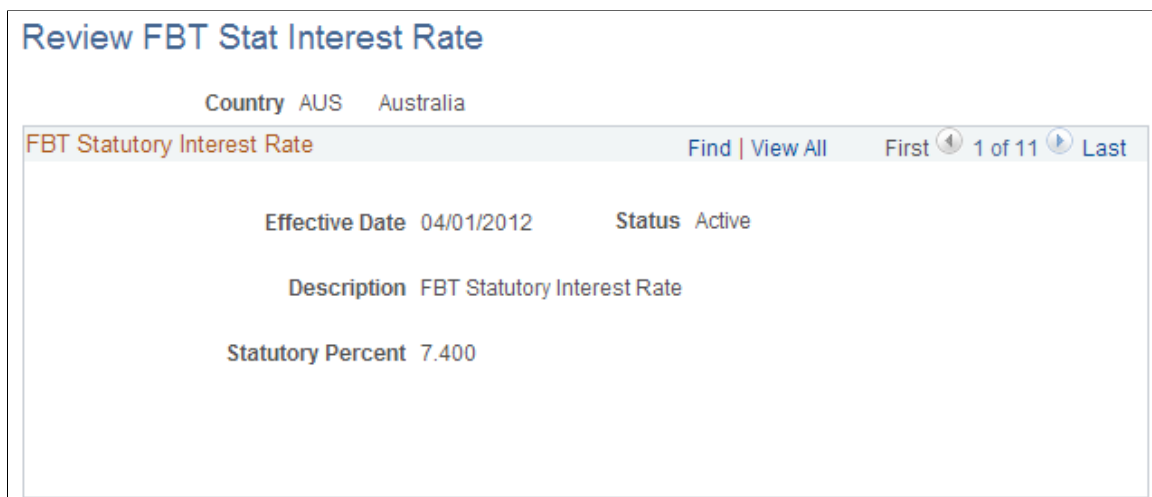 Review FBT Stat Interest Rate
Country AUS Australia
FBT Statutory Interest Rate Find | View All First 1 of 11 Last
Effective Date 04/01/2012 Status Active
Description FBT Statutory Interest Rate
Statutory Percent 7.400